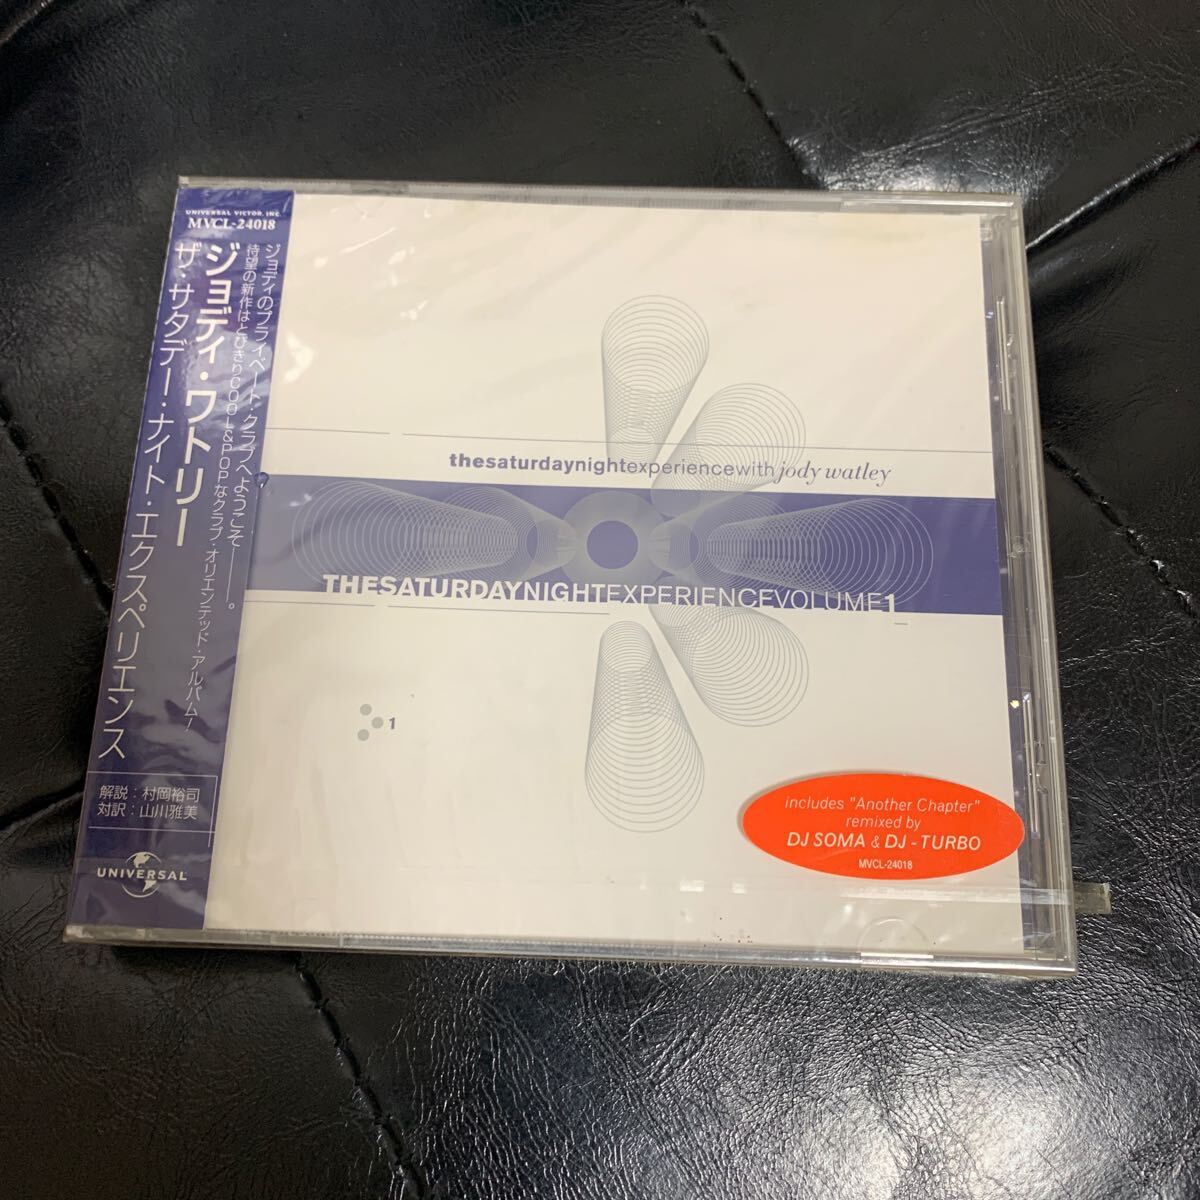 UNIVERSAL VICTOR, INC.
MVCL-24018
ジョディのプライベート・クラブへようこそ――。
待望の新作はとびきりCOOL&POPなクラブ・オリエンテッド・アルバム!
ジョディ・ワトリー
ザ・サタデー・ナイト・エクスペリエンス
解説：村岡裕司
対訳：山川雅美
UNIVERSAL
thesaturdaynightexperiencewith jody watley
THESATURDAYNIGHTEXPERIENCEVOLUME1
1
includes "Another Chapter"
remixed by
DJ SOMA & DJ - TURBO
MVCL-24018